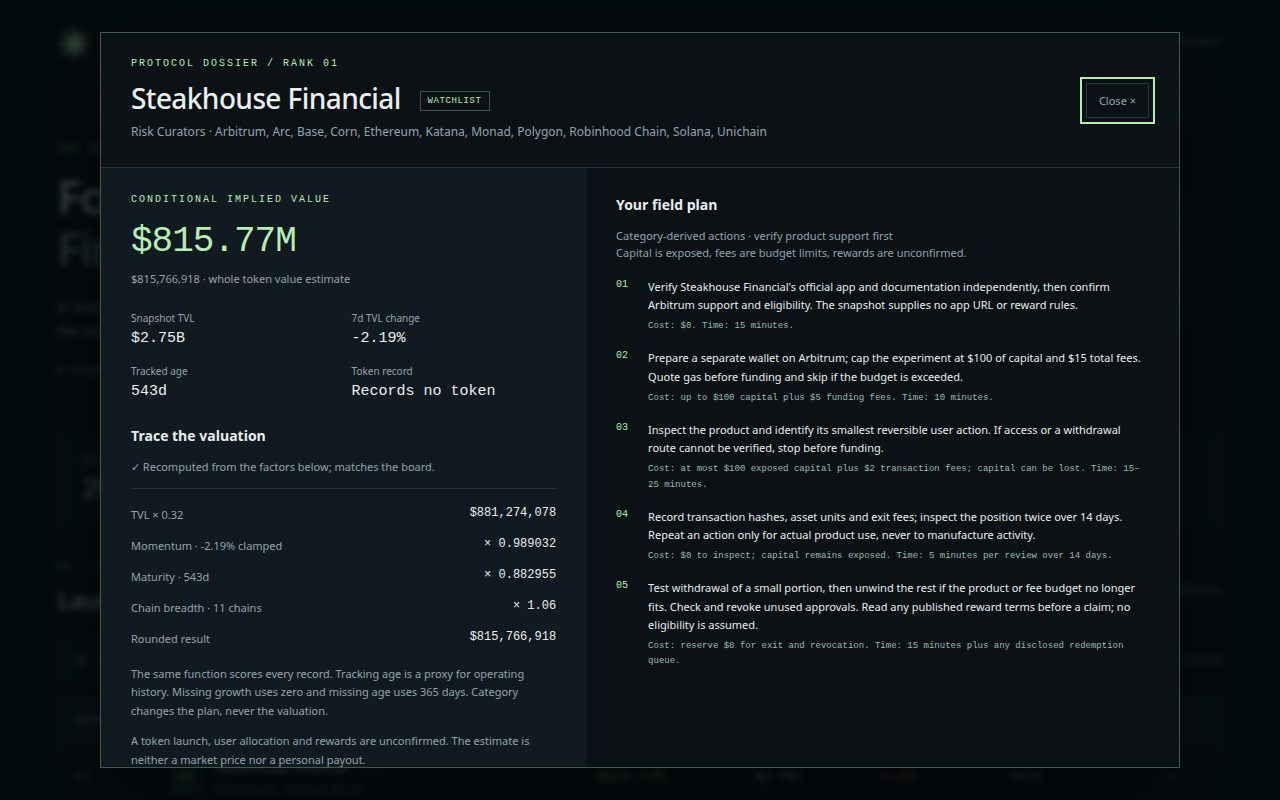 PROTOCOL DOSSIER / RANK 01
Steakhouse Financial
WATCHLIST
Risk Curators · Arbitrum, Arc, Base, Corn, Ethereum, Katana, Monad, Polygon, Robinhood Chain, Solana, Unichain
Close ×
CONDITIONAL IMPLIED VALUE
$815.77M
$815,766,918 · whole token value estimate
Snapshot TVL
$2.75B
7d TVL change
-2.19%
Tracked age
543d
Token record
Records no token
Trace the valuation
✓ Recomputed from the factors below; matches the board.
TVL × 0.32 $881,274,078
Momentum · -2.19% clamped × 0.989032
Maturity · 543d × 0.882955
Chain breadth · 11 chains × 1.06
Rounded result $815,766,918
The same function scores every record. Tracking age is a proxy for operating
history. Missing growth uses zero and missing age uses 365 days. Category
changes the plan, never the valuation.
A token launch, user allocation and rewards are unconfirmed. The estimate is
neither a market price nor a personal payout.
Your field plan
Category-derived actions · verify product support first
Capital is exposed, fees are budget limits, rewards are unconfirmed.
01 Verify Steakhouse Financial's official app and documentation independently, then confirm
Arbitrum support and eligibility. The snapshot supplies no app URL or reward rules.
Cost: $0. Time: 15 minutes.
02 Prepare a separate wallet on Arbitrum; cap the experiment at $100 of capital and $15 total fees.
Quote gas before funding and skip if the budget is exceeded.
Cost: up to $100 capital plus $5 funding fees. Time: 10 minutes.
03 Inspect the product and identify its smallest reversible user action. If access or a withdrawal
route cannot be verified, stop before funding.
Cost: at most $100 exposed capital plus $2 transaction fees; capital can be lost. Time: 15–
25 minutes.
04 Record transaction hashes, asset units and exit fees; inspect the position twice over 14 days.
Repeat an action only for actual product use, never to manufacture activity.
Cost: $0 to inspect; capital remains exposed. Time: 5 minutes per review over 14 days.
05 Test withdrawal of a small portion, then unwind the rest if the product or fee budget no longer
fits. Check and revoke unused approvals. Read any published reward terms before a claim; no
eligibility is assumed.
Cost: reserve $8 for exit and revocation. Time: 15 minutes plus any disclosed redemption
queue.